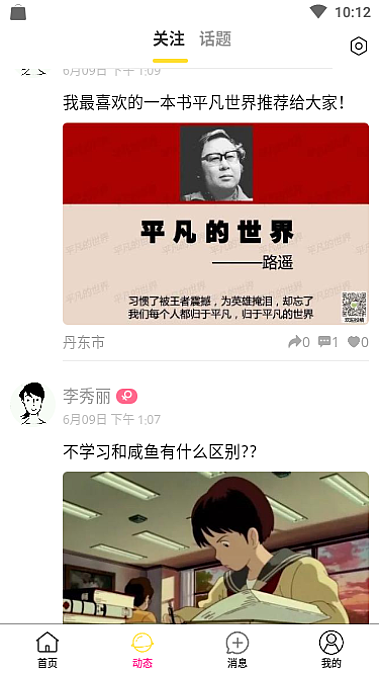 10:12
关注 话题
6月09日 下午 1:09
我最喜欢的一本书平凡世界推荐给大家!
平凡的世界
———路遥
习惯了被王者震撼，为英雄掩泪，却忘了
我们每个人都归于平凡，归于平凡的世界
丹东市
0 1 0
李秀丽
6月09日 下午 1:07
不学习和咸鱼有什么区别??
首页 动态 消息 我的